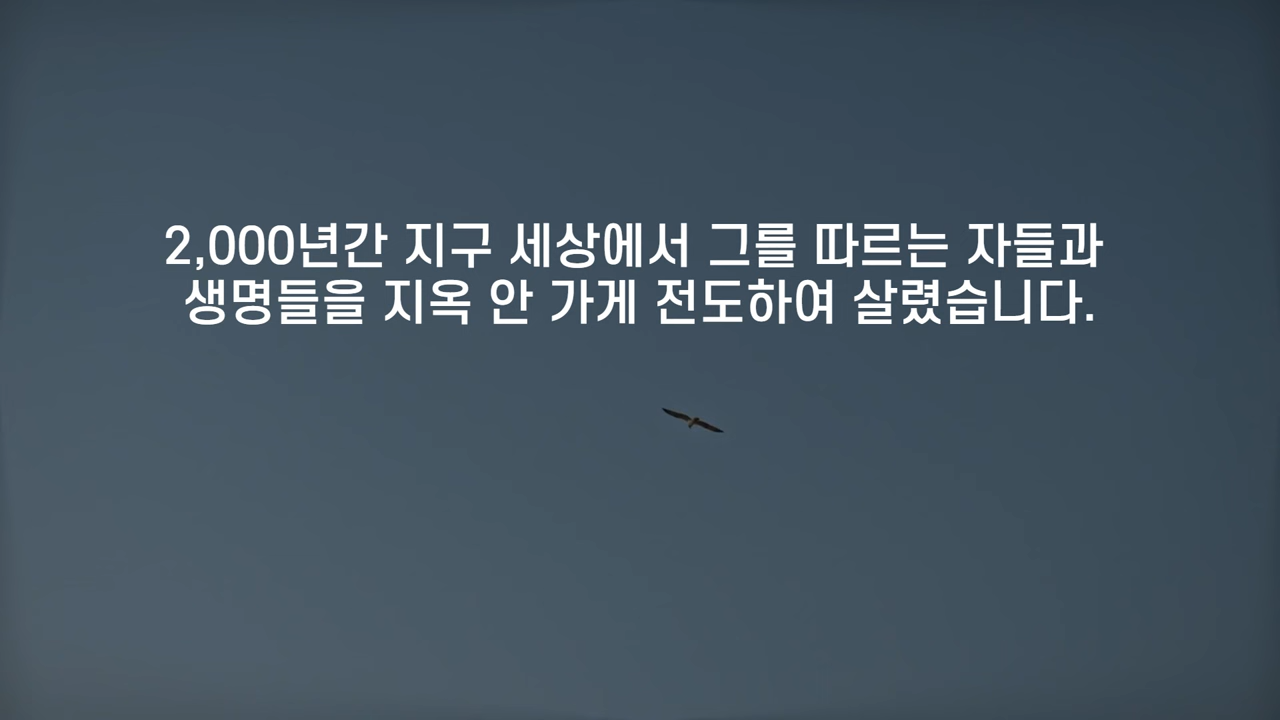 2,000년간 지구 세상에서 그를 따르는 자들과
생명들을 지옥 안 가게 전도하여 살렸습니다.